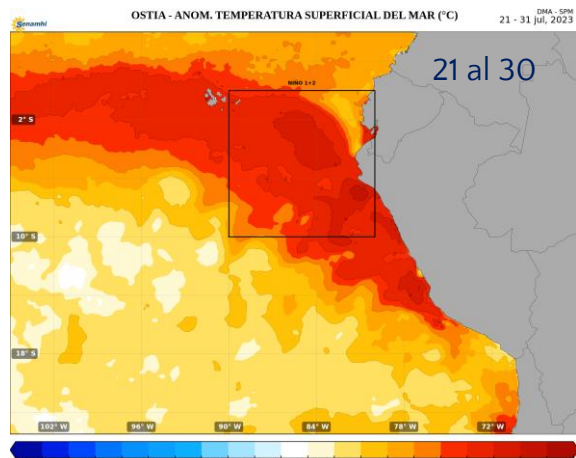 Senamhi
OSTIA - ANOM. TEMPERATURA SUPERFICIAL DEL MAR (°C)
DMA - SPM
21 - 31 jul, 2023
21 al 30
NIÑO 1+2
2° S
10° S
18° S
102° W
96° W
90° W
84° W
78° W
72° W